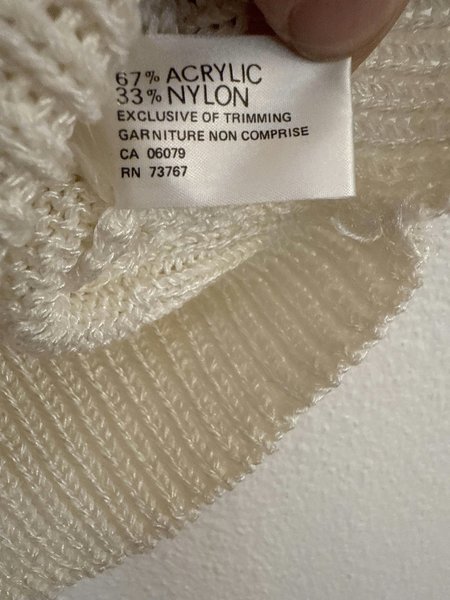 67% ACRYLIC
33% NYLON
EXCLUSIVE OF TRIMMING
GARNITURE NON COMPRISE
CA 06079
RN 73767